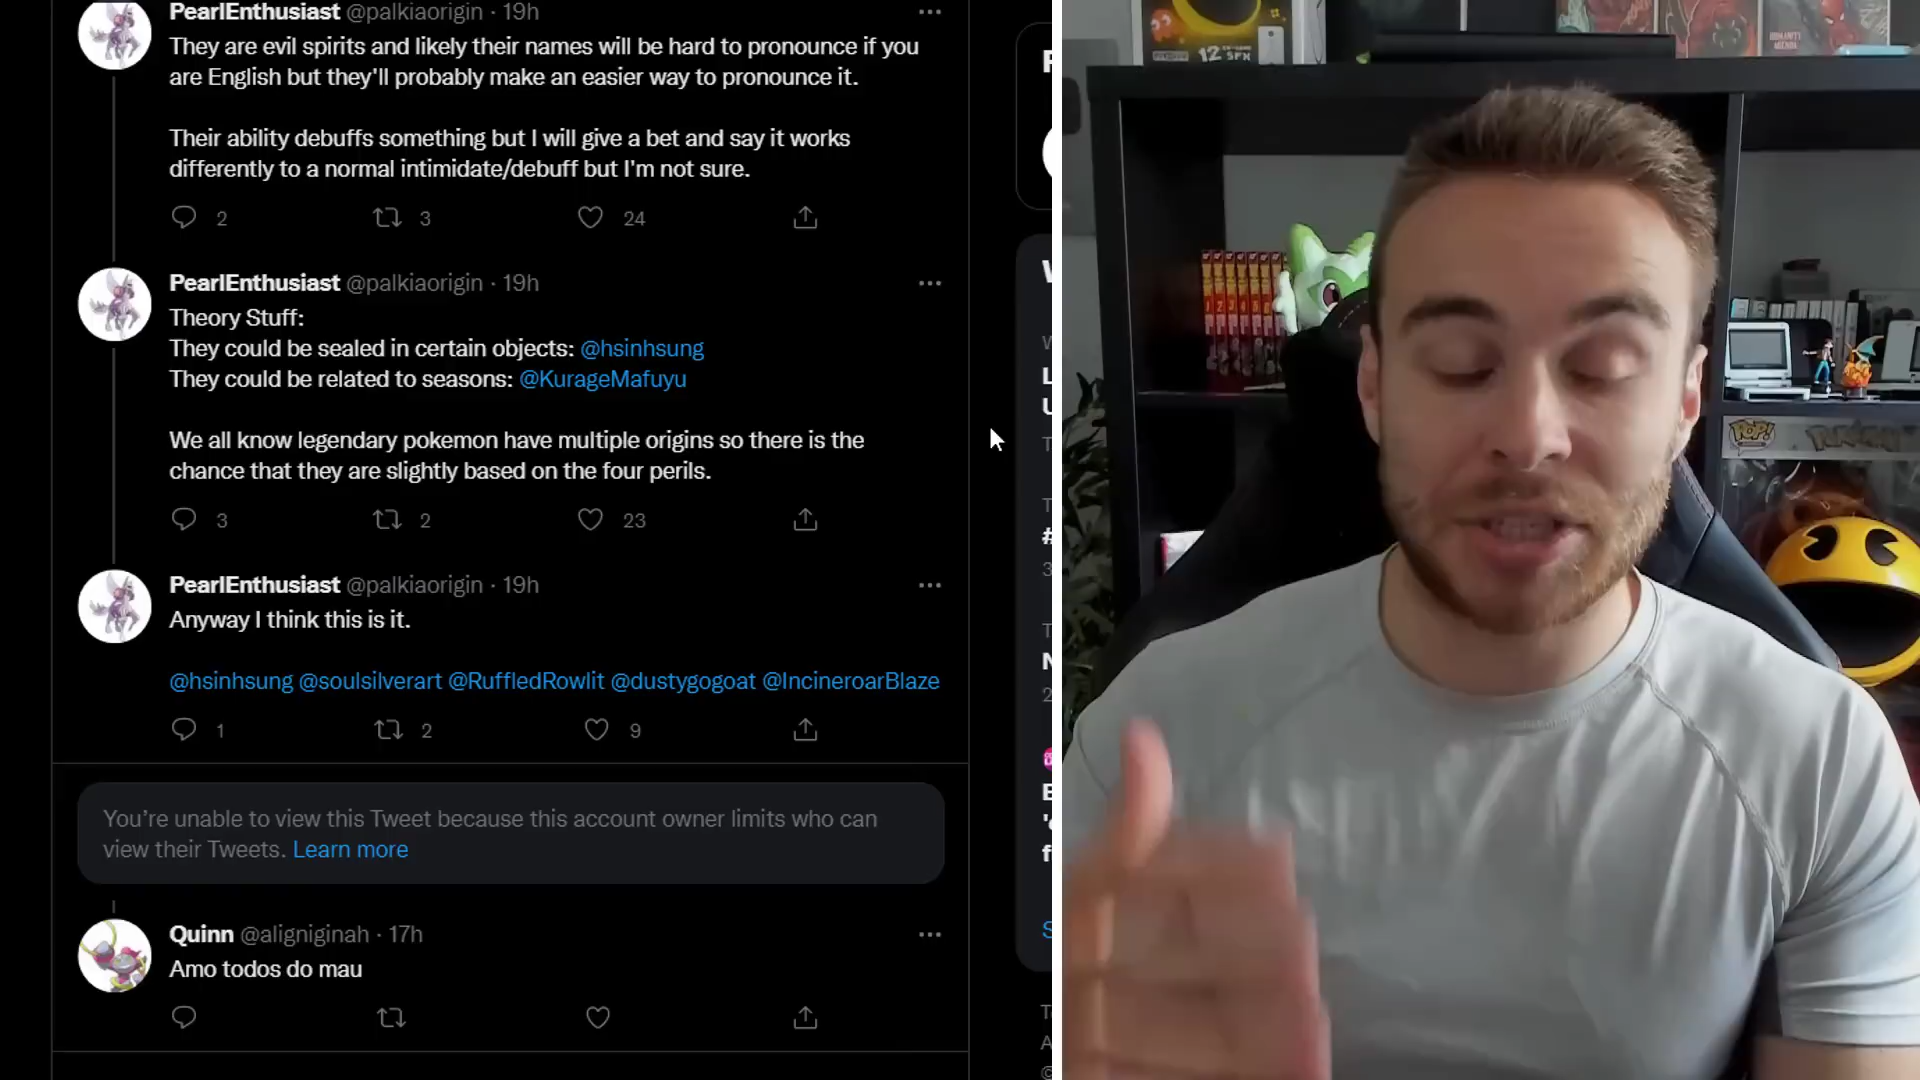 PearlEnthusiast @palkiaorigin · 19h
They are evil spirits and likely their names will be hard to pronounce if you
are English but they'll probably make an easier way to pronounce it.
Their ability debuffs something but I will give a bet and say it works
differently to a normal intimidate/debuff but I'm not sure.
2 3 24
PearlEnthusiast @palkiaorigin · 19h
Theory Stuff:
They could be sealed in certain objects: @hsinhsung
They could be related to seasons: @KurageMafuyu
We all know legendary pokemon have multiple origins so there is the
chance that they are slightly based on the four perils.
3 2 23
PearlEnthusiast @palkiaorigin · 19h
Anyway I think this is it.
@hsinhsung @soulsilverart @RuffledRowlit @dustygogoat @IncineroarBlaze
1 2 9
You're unable to view this Tweet because this account owner limits who can
view their Tweets. Learn more
Quinn @aligniginah · 17h
Amo todos do mau
12
POP!